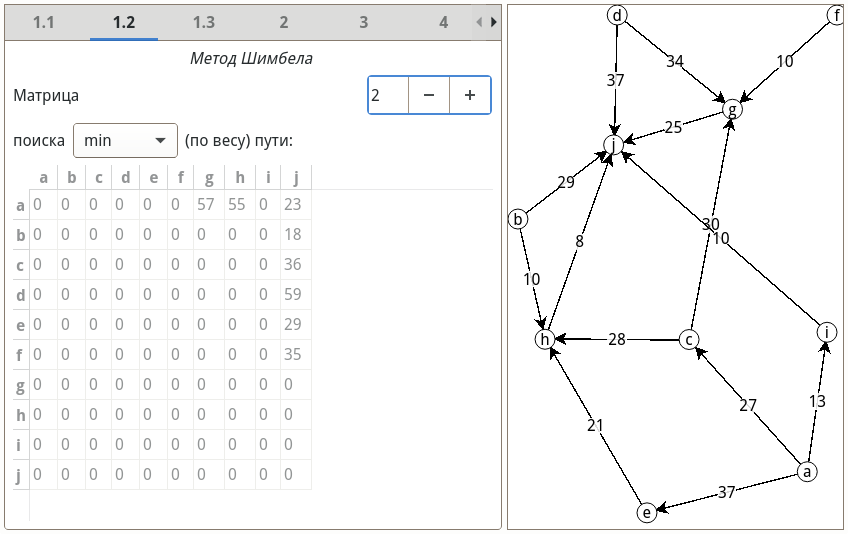 1.1 1.2 1.3 2 3 4
Метод Шимбела
Матрица 2 − +
поиска min (по весу) пути:
a b c d e f g h i j
a 0 0 0 0 0 0 57 55 0 23
b 0 0 0 0 0 0 0 0 0 18
c 0 0 0 0 0 0 0 0 0 36
d 0 0 0 0 0 0 0 0 0 59
e 0 0 0 0 0 0 0 0 0 29
f 0 0 0 0 0 0 0 0 0 35
g 0 0 0 0 0 0 0 0 0 0
h 0 0 0 0 0 0 0 0 0 0
i 0 0 0 0 0 0 0 0 0 0
j 0 0 0 0 0 0 0 0 0 0
d f
34 10
37
g
25
j
29
b
30
10
8
10
i
h 28 c
13
27
21
a
37
e